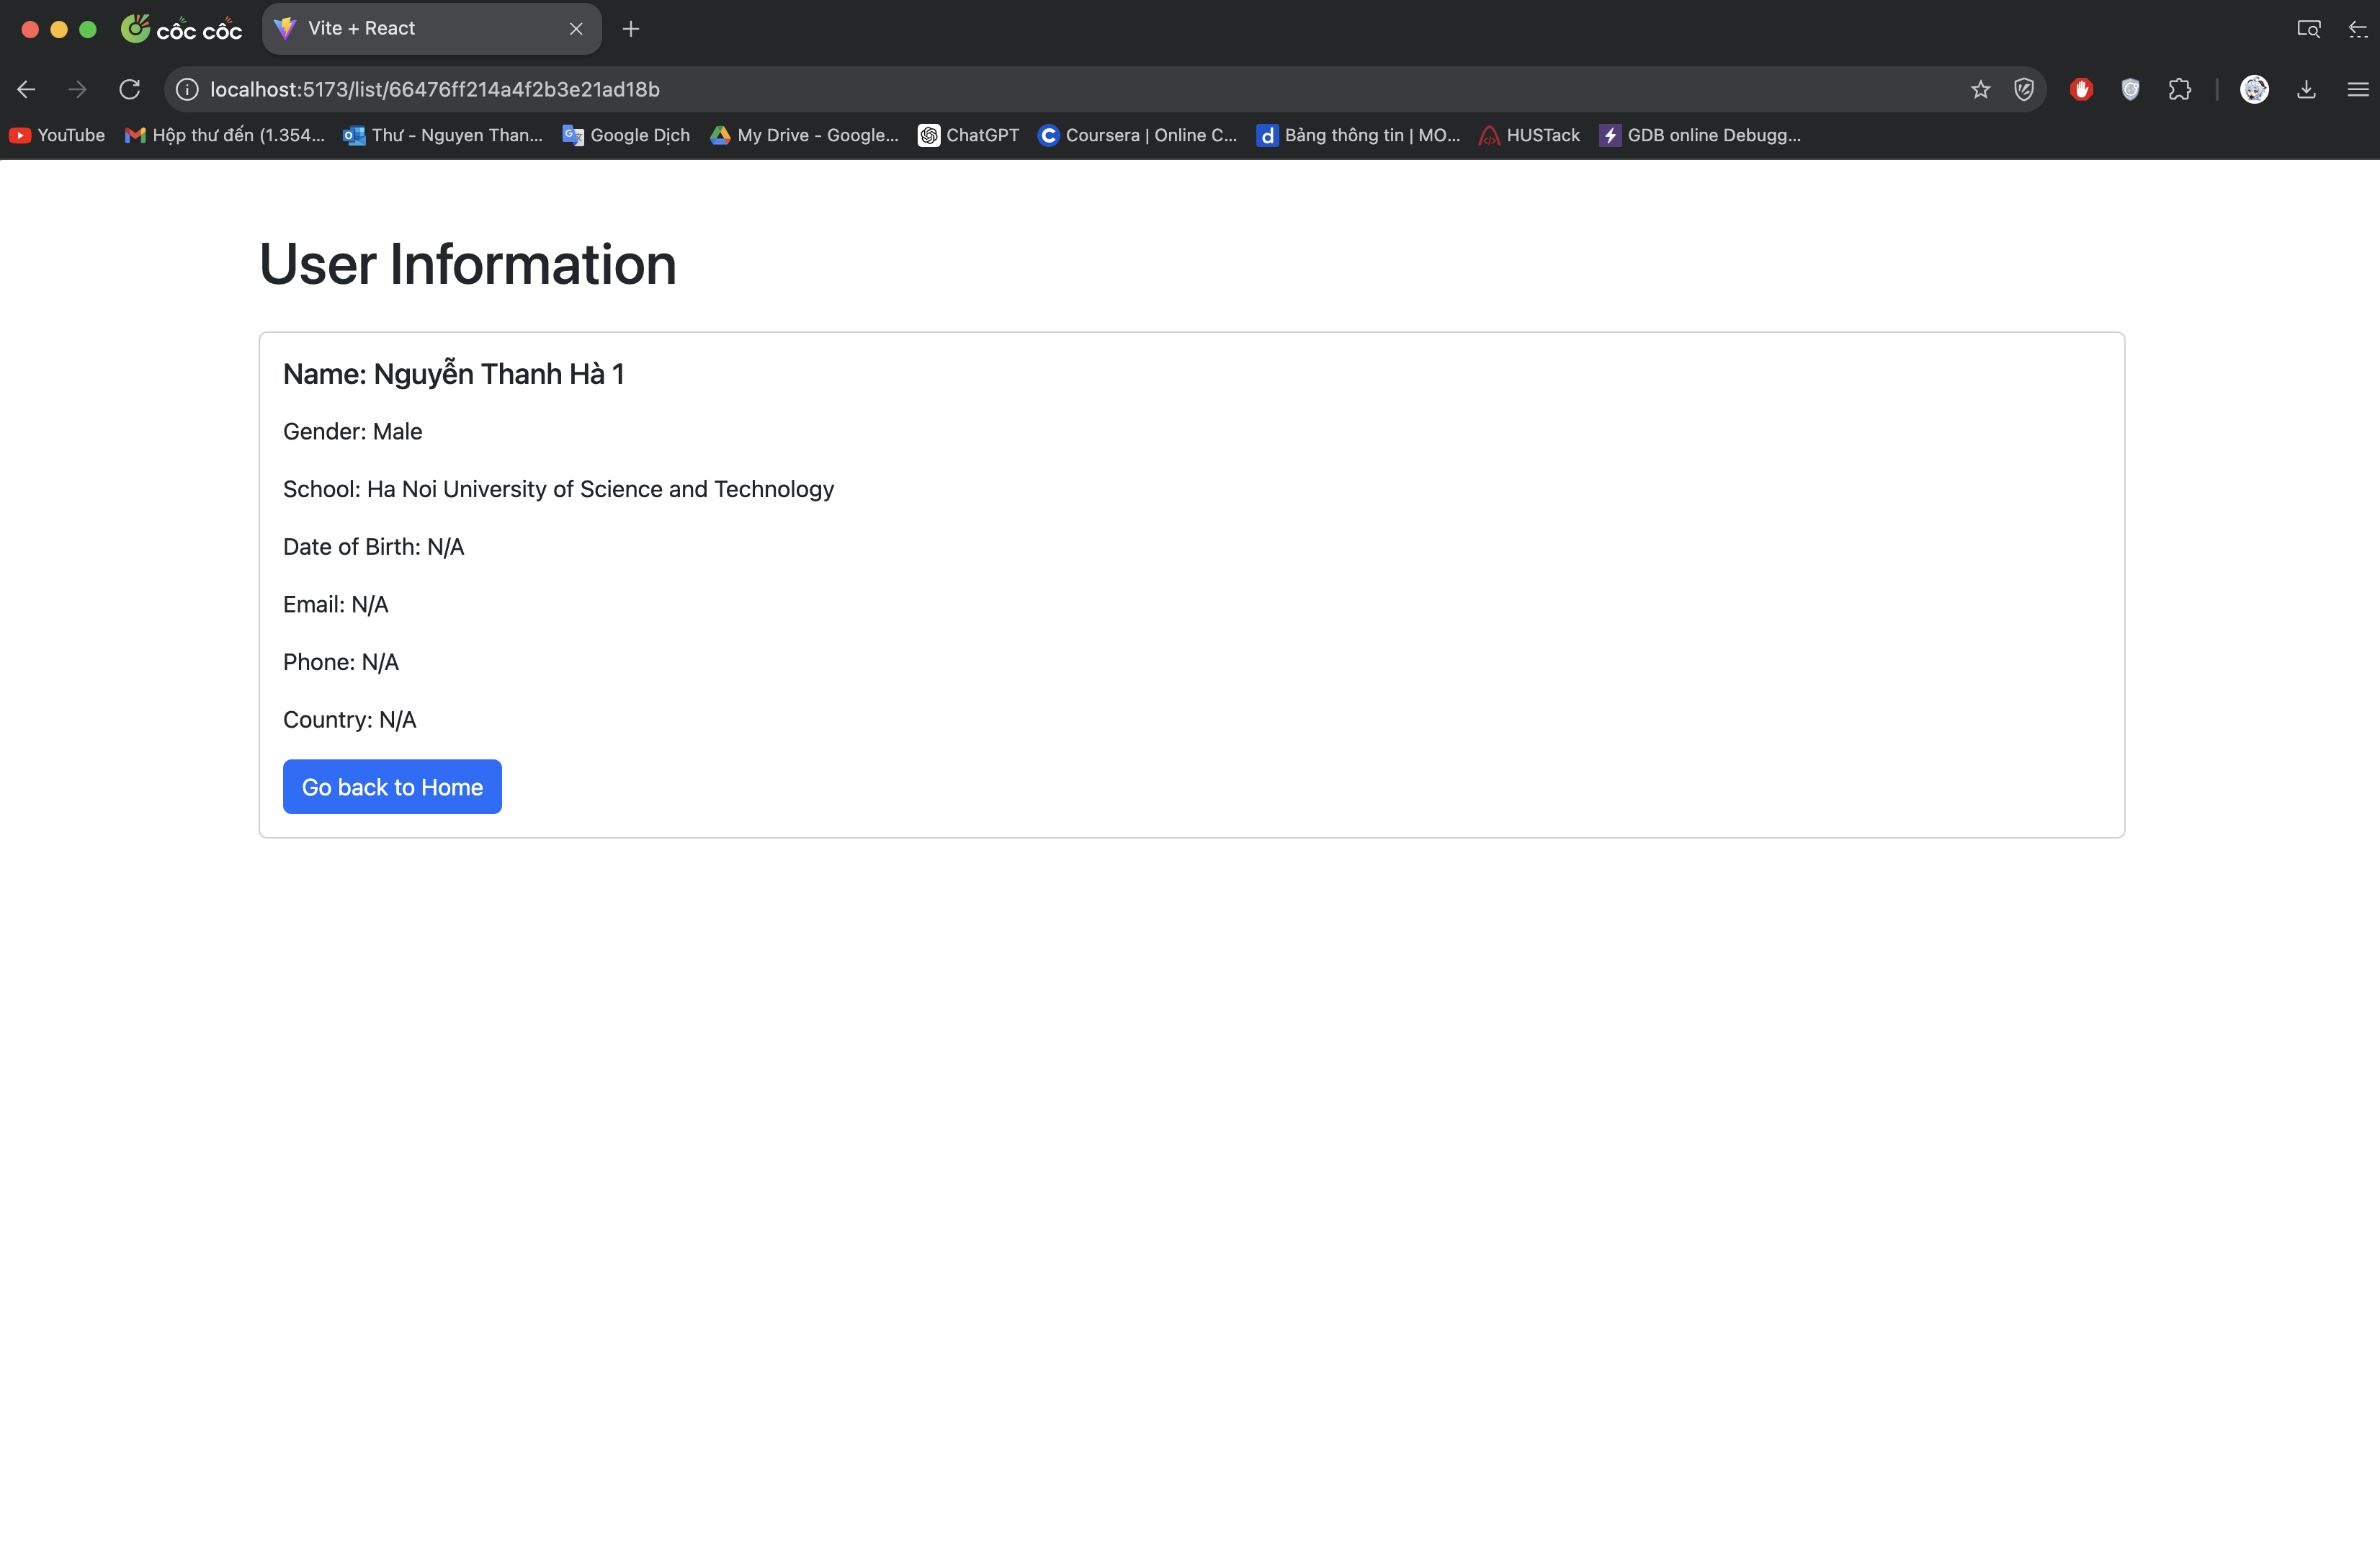 cốc cốc
Vite + React
localhost:5173/list/66476ff214a4f2b3e21ad18b
YouTube
Hộp thư đến (1.354...
Thư - Nguyen Than...
Google Dịch
My Drive - Google...
ChatGPT
Coursera | Online C...
Bảng thông tin | MO...
HUSTack
GDB online Debugg...
User Information
Name: Nguyễn Thanh Hà 1
Gender: Male
School: Ha Noi University of Science and Technology
Date of Birth: N/A
Email: N/A
Phone: N/A
Country: N/A
Go back to Home